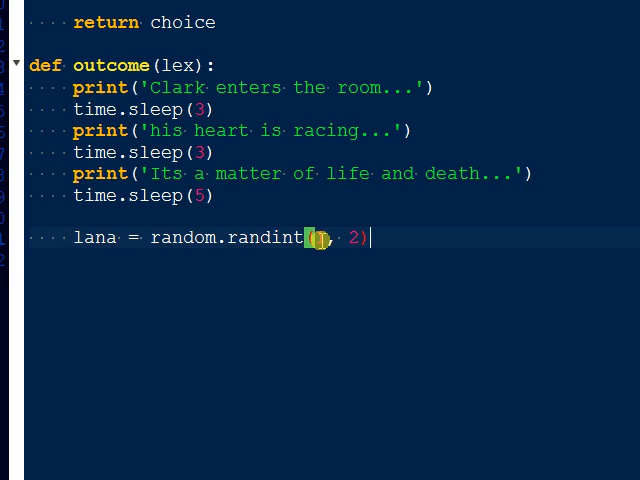 return choice
def outcome(lex):
print('Clark enters the room...')
time.sleep(3)
print('his heart is racing...')
time.sleep(3)
print('Its a matter of life and death...')
time.sleep(5)
lana = random.randint(, 2)